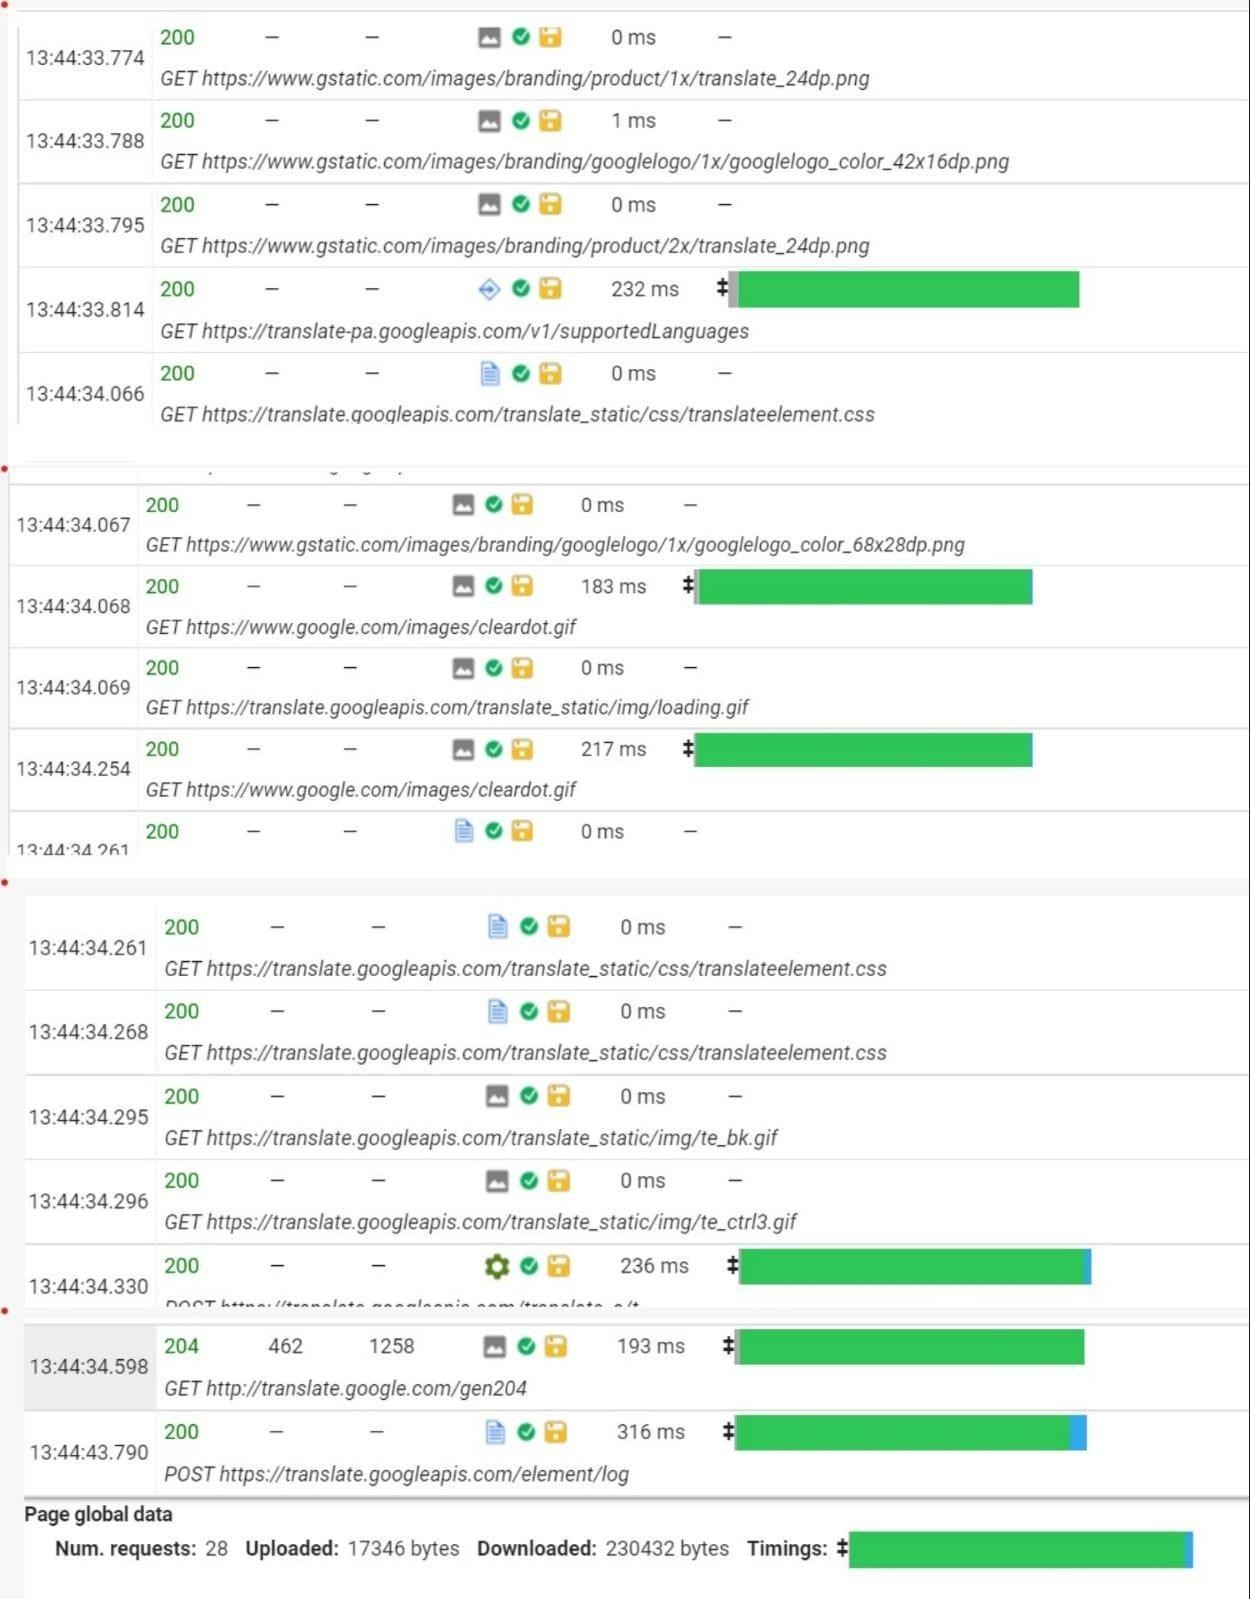 200 — — 0 ms —
13:44:33.774
GET https://www.gstatic.com/images/branding/product/1x/translate_24dp.png
200 — — 1 ms —
13:44:33.788
GET https://www.gstatic.com/images/branding/googlelogo/1x/googlelogo_color_42x16dp.png
200 — — 0 ms —
13:44:33.795
GET https://www.gstatic.com/images/branding/product/2x/translate_24dp.png
200 — — 232 ms
13:44:33.814
GET https://translate-pa.googleapis.com/v1/supportedLanguages
200 — — 0 ms —
13:44:34.066
GET https://translate.googleapis.com/translate_static/css/translateelement.css
200 — — 0 ms —
13:44:34.067
GET https://www.gstatic.com/images/branding/googlelogo/1x/googlelogo_color_68x28dp.png
200 — — 183 ms
13:44:34.068
GET https://www.google.com/images/cleardot.gif
200 — — 0 ms —
13:44:34.069
GET https://translate.googleapis.com/translate_static/img/loading.gif
200 — — 217 ms
13:44:34.254
GET https://www.google.com/images/cleardot.gif
200 — — 0 ms —
13:44:34.261
200 — — 0 ms —
13:44:34.261
GET https://translate.googleapis.com/translate_static/css/translateelement.css
200 — — 0 ms —
13:44:34.268
GET https://translate.googleapis.com/translate_static/css/translateelement.css
200 — — 0 ms —
13:44:34.295
GET https://translate.googleapis.com/translate_static/img/te_bk.gif
200 — — 0 ms —
13:44:34.296
GET https://translate.googleapis.com/translate_static/img/te_ctrl3.gif
200 — — 236 ms
13:44:34.330
POST https://translate.googleapis.com/translate_a/t
204 462 1258 193 ms
13:44:34.598
GET http://translate.google.com/gen204
200 — — 316 ms
13:44:43.790
POST https://translate.googleapis.com/element/log
Page global data
Num. requests: 28 Uploaded: 17346 bytes Downloaded: 230432 bytes Timings: